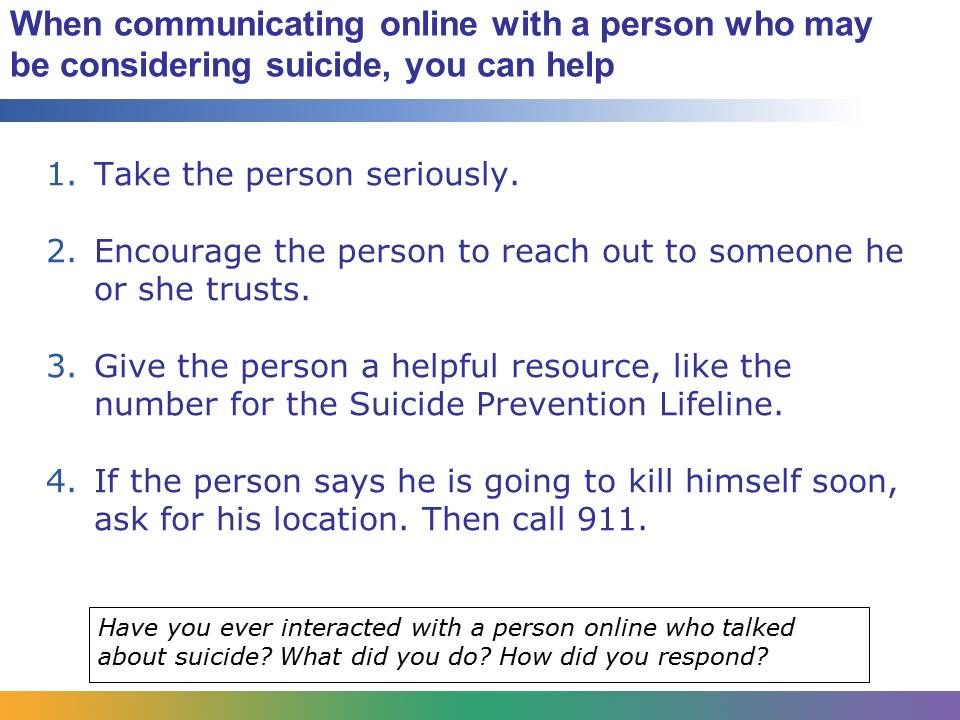 When communicating online with a person who may
be considering suicide, you can help
1. Take the person seriously.
2. Encourage the person to reach out to someone he
or she trusts.
3. Give the person a helpful resource, like the
number for the Suicide Prevention Lifeline.
4. If the person says he is going to kill himself soon,
ask for his location. Then call 911.
Have you ever interacted with a person online who talked
about suicide? What did you do? How did you respond?